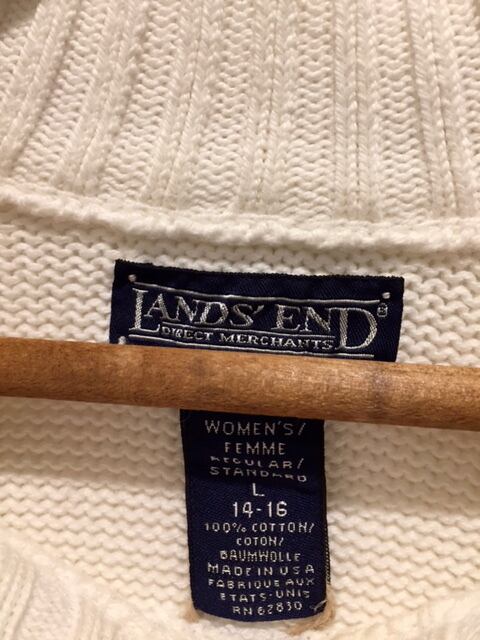 LANDS' END®
DIRECT MERCHANTS
WOMEN'S/
FEMME
REGULAR/
STANDARD
L
14-16
100% COTTON/
COTON/
BAUMWOLLE
MADE IN USA
FABRIQUE AUX
ETATS-UNIS
RN 62830